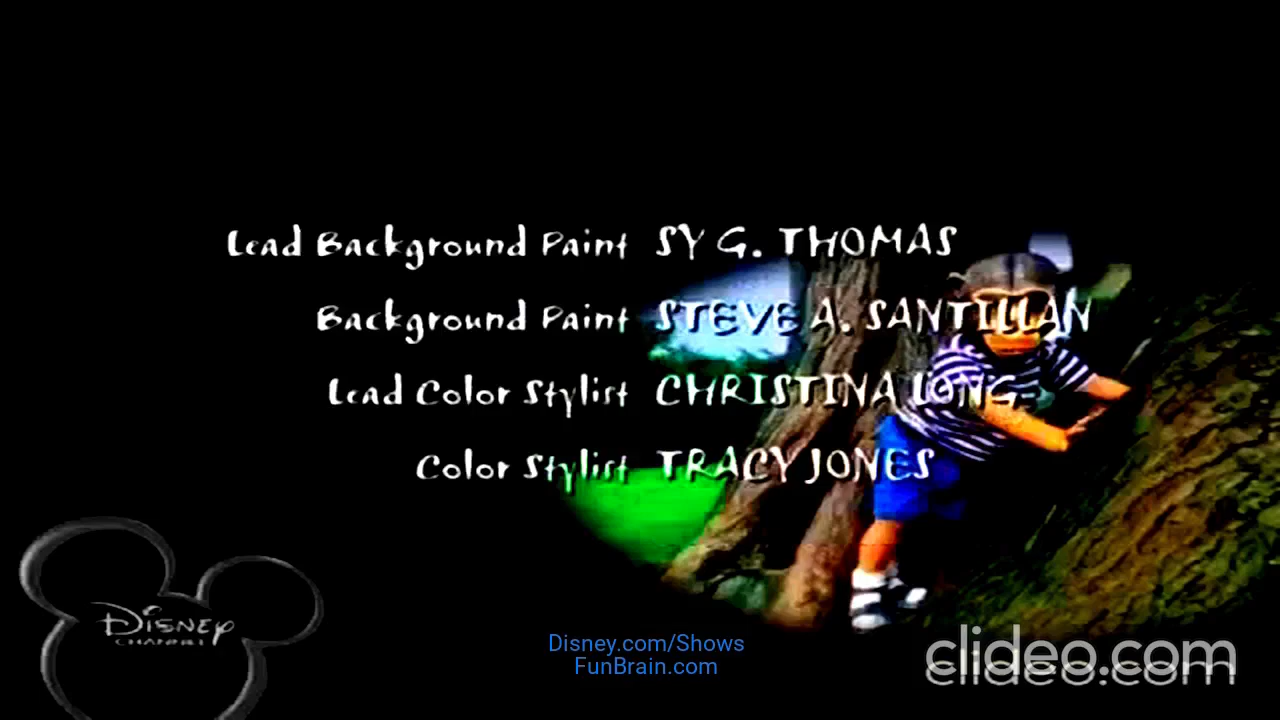 Lead Background Paint SY G. THOMAS
Background Paint STEVE A. SANTILLAN
Lead Color Stylist CHRISTINA LONG
Color Stylist TRACY JONES
DISNEY
CHANNEL
Disney.com/Shows
FunBrain.com
clideo.com